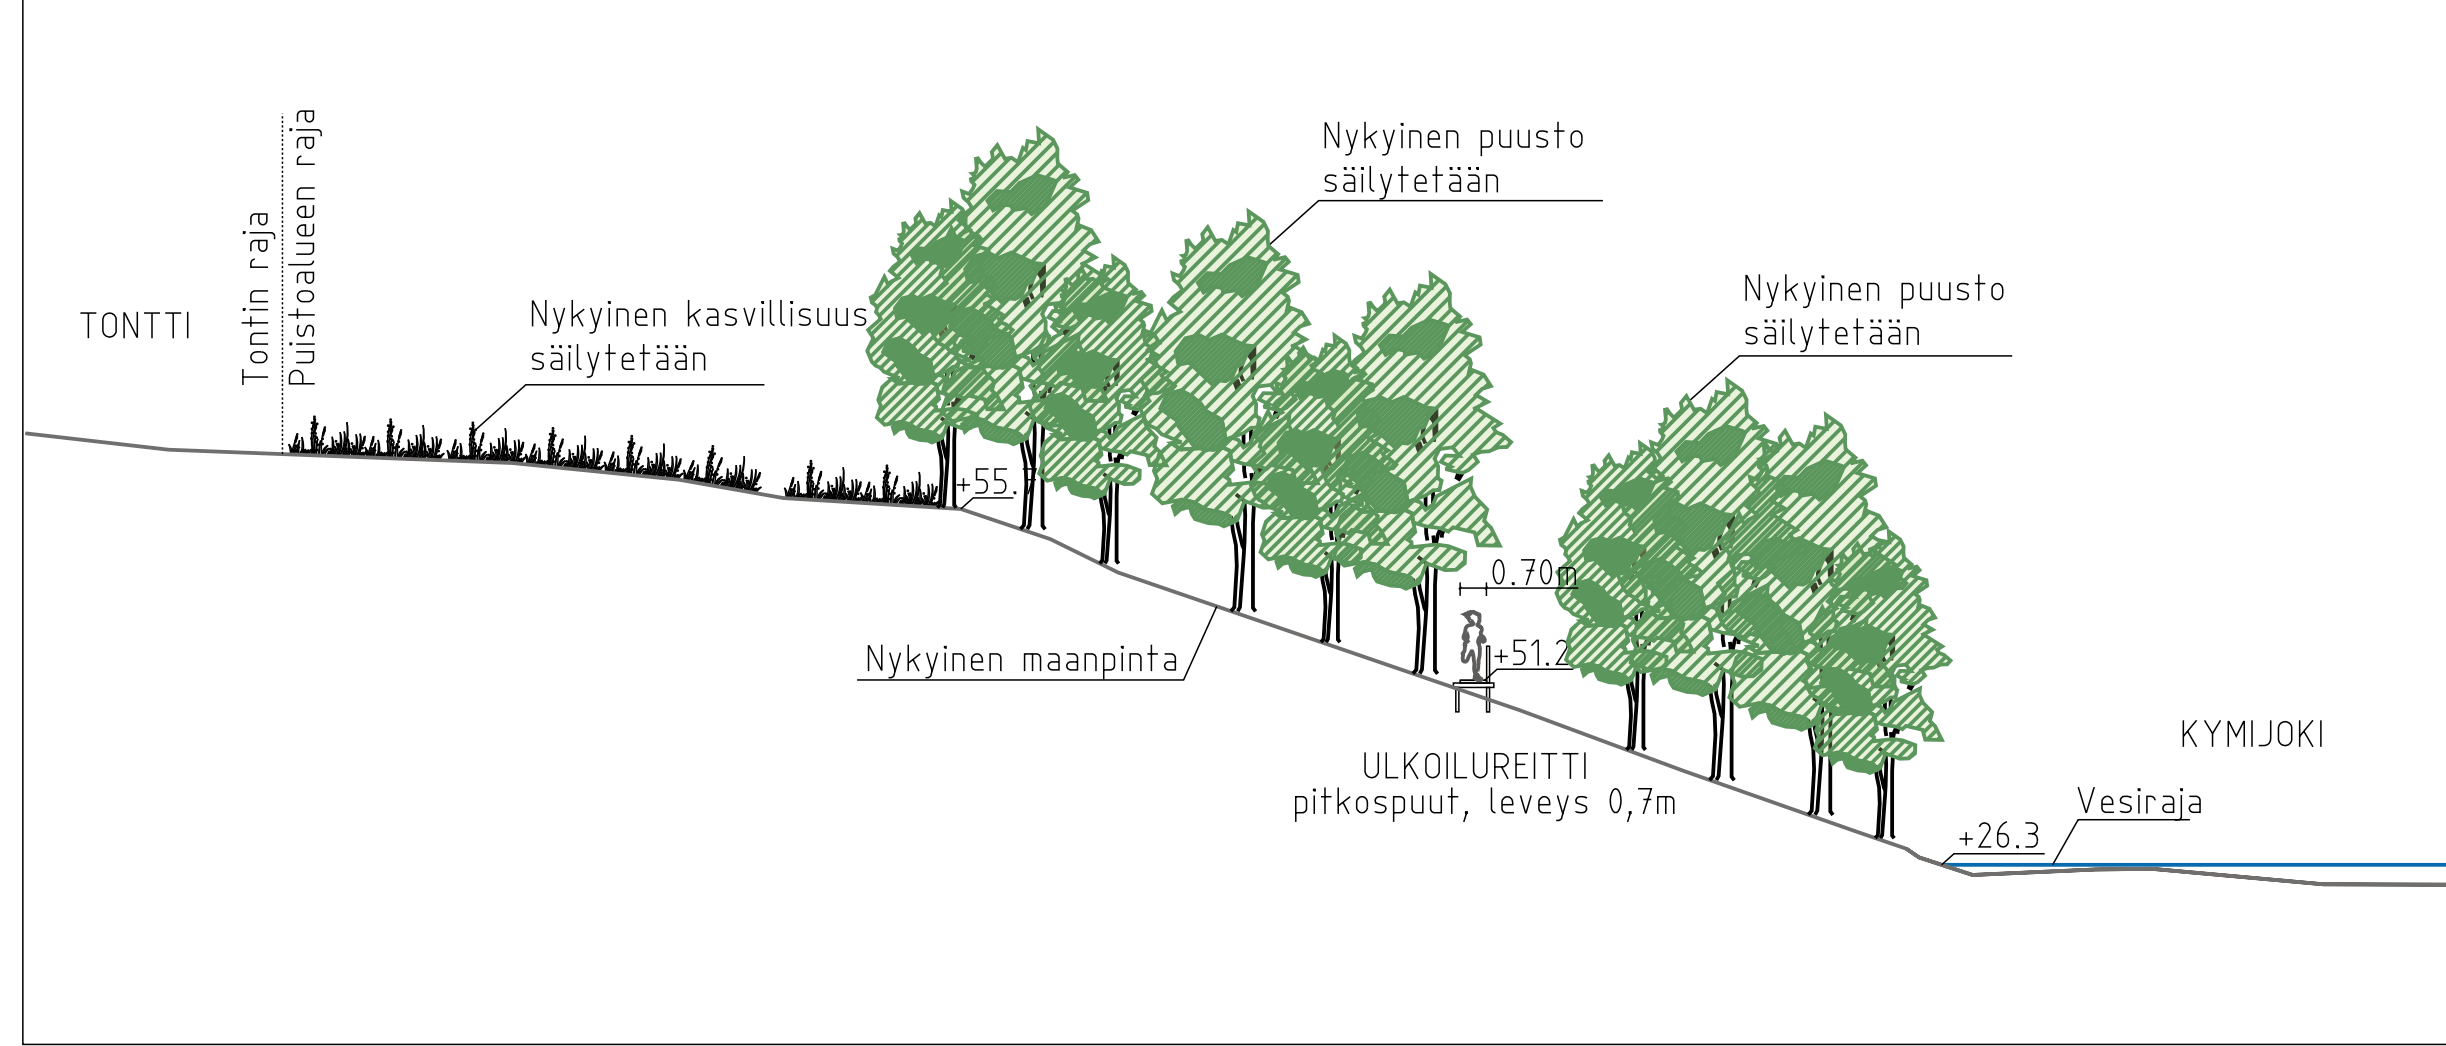 TONTTI
Tontin raja
Puistoalueen raja
Nykyinen kasvillisuus
säilytetään
Nykyinen puusto
säilytetään
Nykyinen puusto
säilytetään
+55.7
0.70m
+51.2
Nykyinen maanpinta
ULKOILUREITTI
pitkospuut, leveys 0,7m
KYMIJOKI
Vesiraja
+26.3